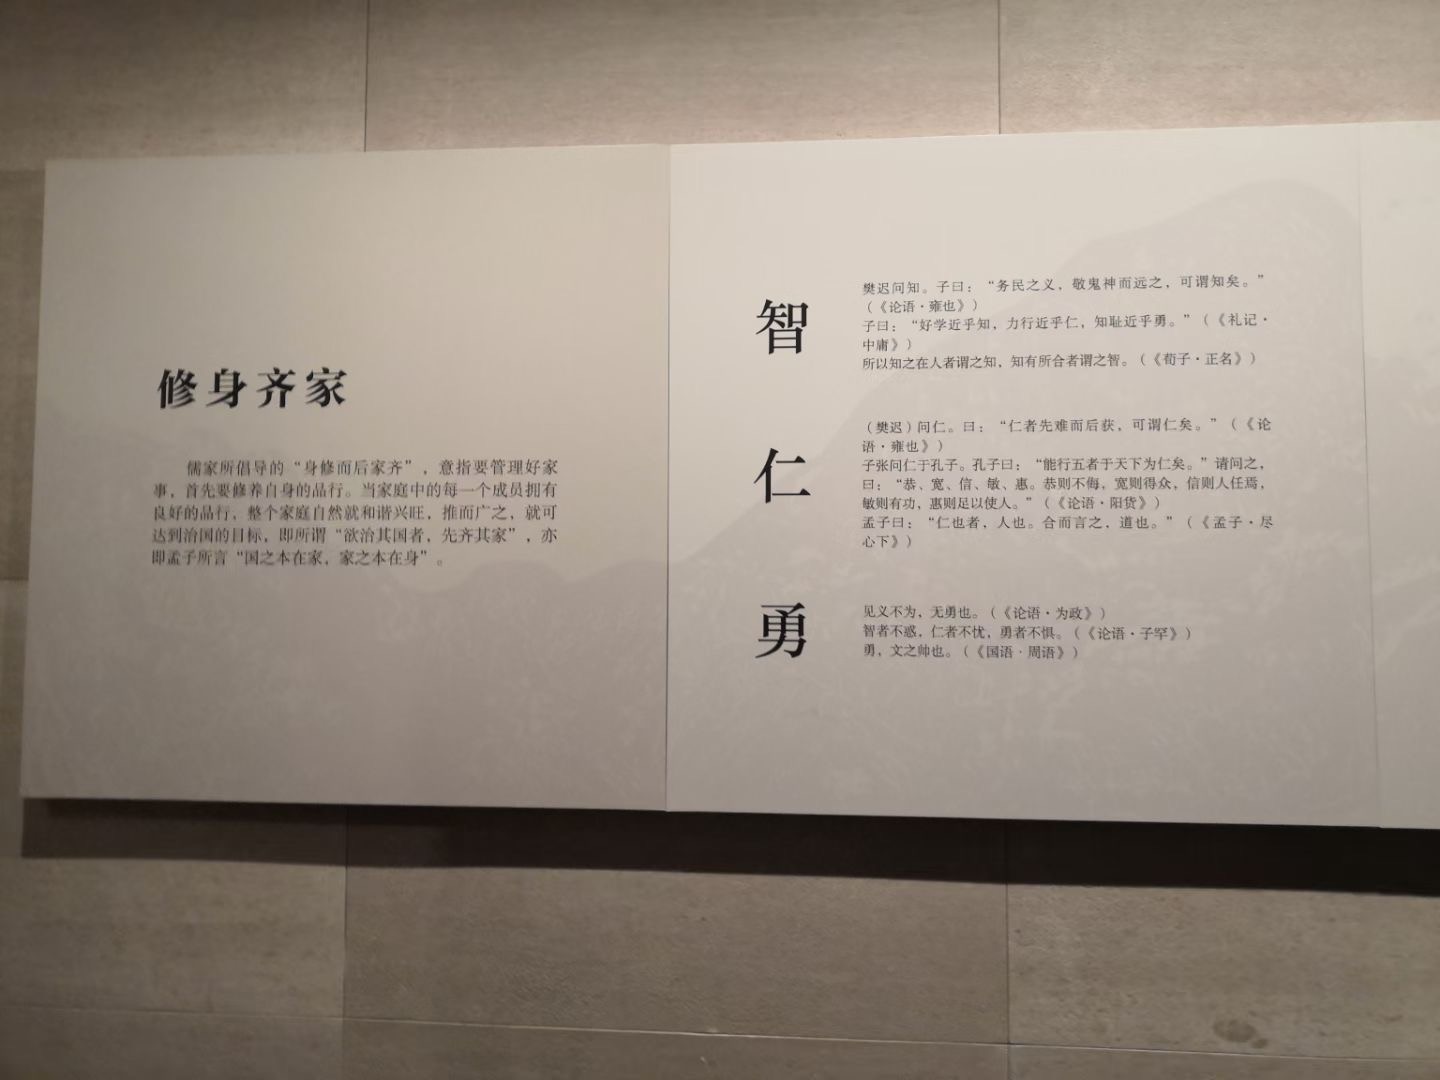 修身齐家
儒家所倡导的“身修而后家齐”，意指要管理好家
事，首先要修养自身的品行。当家庭中的每一个成员拥有
良好的品行，整个家庭自然就和谐兴旺，推而广之，就可
达到治国的目标，即所谓“欲治其国者，先齐其家”，亦
即孟子所言“国之本在家，家之本在身”。
智
樊迟问知。子曰：“务民之义，敬鬼神而远之，可谓知矣。”
（《论语·雍也》）
子曰：“好学近乎知，力行近乎仁，知耻近乎勇。”（《礼记·
中庸》）
所以知之在人者谓之知，知有所合者谓之智。（《荀子·正名》）
仁
（樊迟）问仁。曰：“仁者先难而后获，可谓仁矣。”（《论
语·雍也》）
子张问仁于孔子。孔子曰：“能行五者于天下为仁矣。”请问之，
曰：“恭、宽、信、敏、惠。恭则不侮，宽则得众，信则人任焉，
敏则有功，惠则足以使人。”（《论语·阳货》）
孟子曰：“仁也者，人也。合而言之，道也。”（《孟子·尽
心下》）
勇
见义不为，无勇也。（《论语·为政》）
智者不惑，仁者不忧，勇者不惧。（《论语·子罕》）
勇，文之帅也。（《国语·周语》）